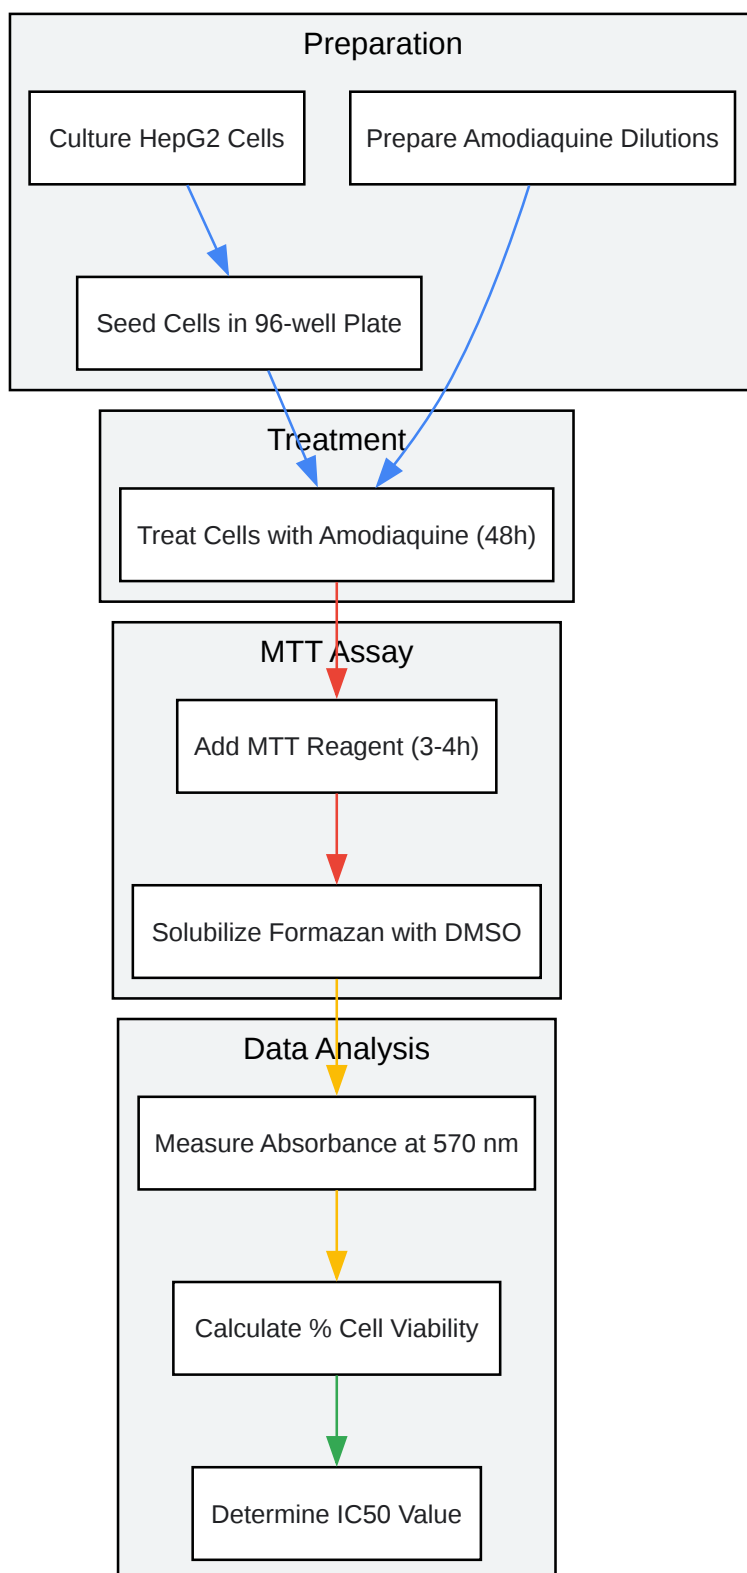 Preparation
Culture HepG2 Cells
Prepare Amodiaquine Dilutions
Seed Cells in 96-well Plate
Treatment
Treat Cells with Amodiaquine (48h)
MTT Assay
Add MTT Reagent (3-4h)
Solubilize Formazan with DMSO
Data Analysis
Measure Absorbance at 570 nm
Calculate % Cell Viability
Determine IC50 Value